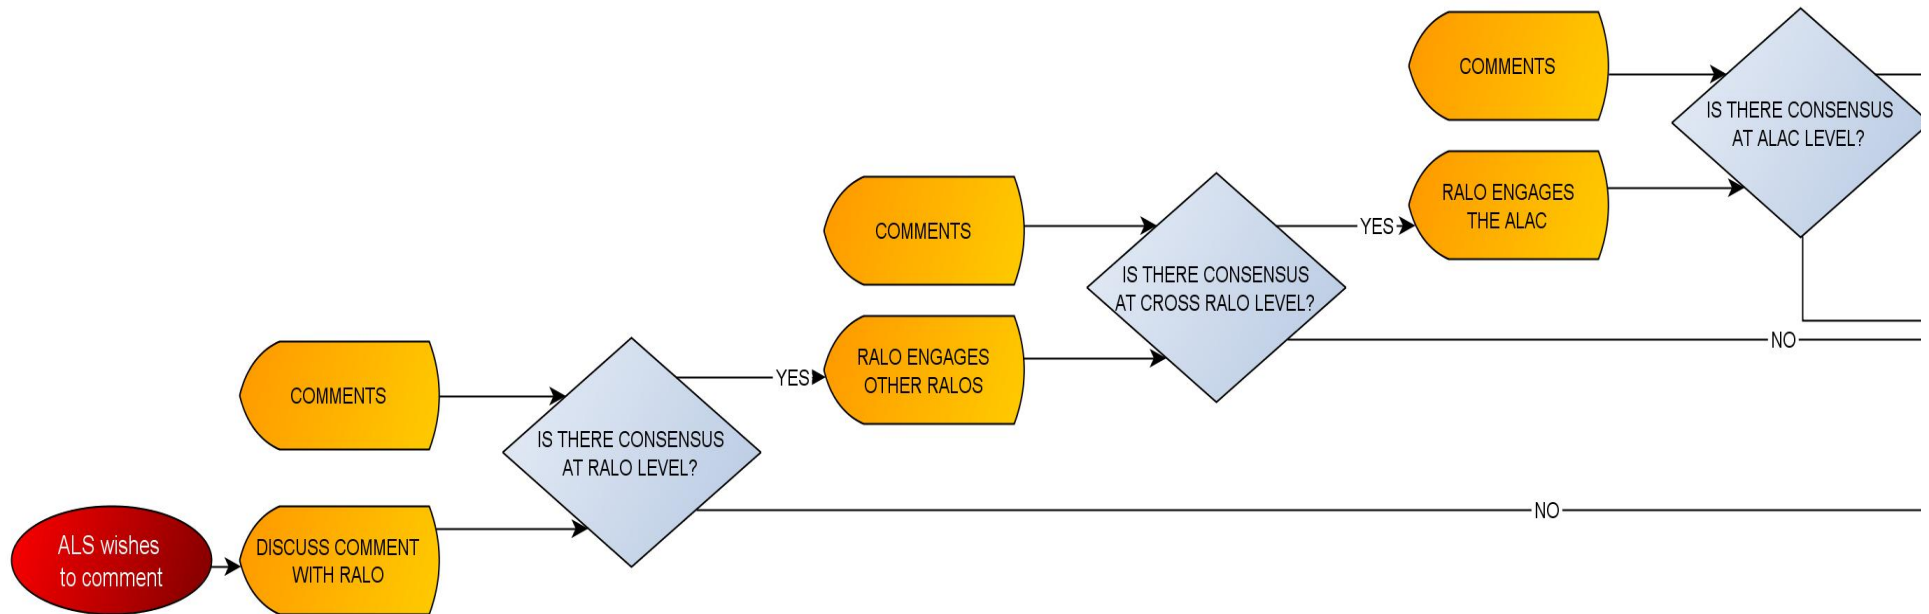 COMMENTS
IS THERE CONSENSUS
AT ALAC LEVEL?
RALO ENGAGES
THE ALAC
COMMENTS
YES
IS THERE CONSENSUS
AT CROSS RALO LEVEL?
NO
COMMENTS
RALO ENGAGES
OTHER RALOS
YES
IS THERE CONSENSUS
AT RALO LEVEL?
NO
ALS wishes
to comment
DISCUSS COMMENT
WITH RALO